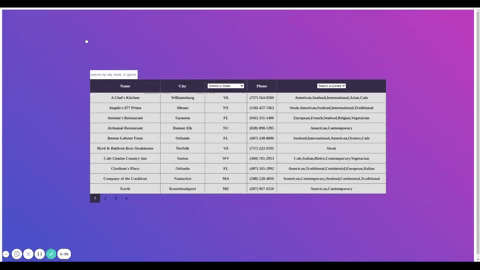 search by city, state, or genre
Name City Select a State Phone Select a Genre
A Chef's Kitchen Williamsburg VA (757) 564-8500 American,Seafood,International,Asian,Cafe
Angelo's 677 Prime Albany NY (518) 427-7463 Steak,American,Seafood,International,Traditional
Antonio's Restaurant Sarasota FL (941) 331-2400 European,French,Seafood,Belgian,Vegetarian
Artisanal Restaurant Banner Elk NC (828) 898-5395 American,Contemporary
Boston Lobster Feast Orlando FL (407) 248-8606 Seafood,International,American,Oysters,Cafe
Byrd & Baldwin Bros Steakhouse Norfolk VA (757) 222-9191 Steak
Cafe Cimino Country Inn Sutton WV (304) 765-2913 Cafe,Italian,Bistro,Contemporary,Vegetarian
Charlean's Place Orlando FL (407) 345-2992 American,Traditional,Continental,European,Italian
Company of the Cauldron Nantucket MA (508) 228-4016 American,Contemporary,Seafood,Continental,Traditional
Earth Kennebunkport ME (207) 967-6550 American,Contemporary
1 2 3 4